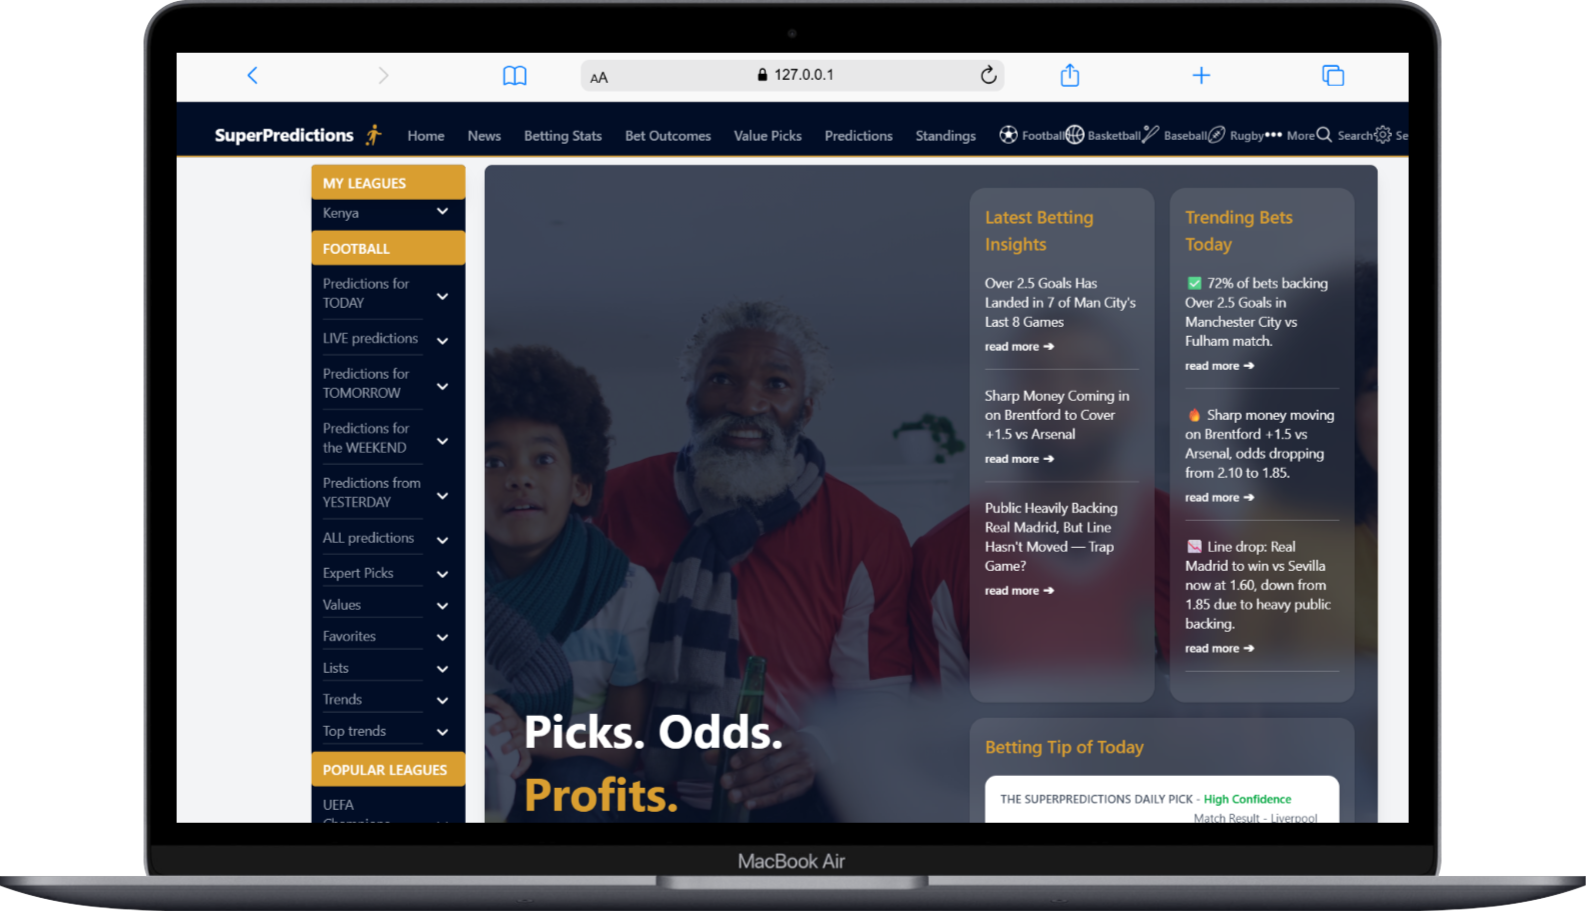 AA 127.0.0.1
SuperPredictions Home News Betting Stats Bet Outcomes Value Picks Predictions Standings Football Basketball Baseball Rugby More Search
MY LEAGUES
Kenya
FOOTBALL
Predictions for
TODAY
LIVE predictions
Predictions for
TOMORROW
Predictions for
the WEEKEND
Predictions from
YESTERDAY
ALL predictions
Expert Picks
Values
Favorites
Lists
Trends
Top trends
POPULAR LEAGUES
UEFA
Champions
Picks. Odds.
Profits.
Latest Betting
Insights
Over 2.5 Goals Has
Landed in 7 of Man City's
Last 8 Games
read more ➔
Sharp Money Coming in
on Brentford to Cover
+1.5 vs Arsenal
read more ➔
Public Heavily Backing
Real Madrid, But Line
Hasn't Moved — Trap
Game?
read more ➔
Trending Bets
Today
✅ 72% of bets backing
Over 2.5 Goals in
Manchester City vs
Fulham match.
read more ➔
🔥 Sharp money moving
on Brentford +1.5 vs
Arsenal, odds dropping
from 2.10 to 1.85.
read more ➔
📉 Line drop: Real
Madrid to win vs Sevilla
now at 1.60, down from
1.85 due to heavy public
backing.
read more ➔
Betting Tip of Today
THE SUPERPREDICTIONS DAILY PICK - High Confidence
Match Result - Liverpool
MacBook Air